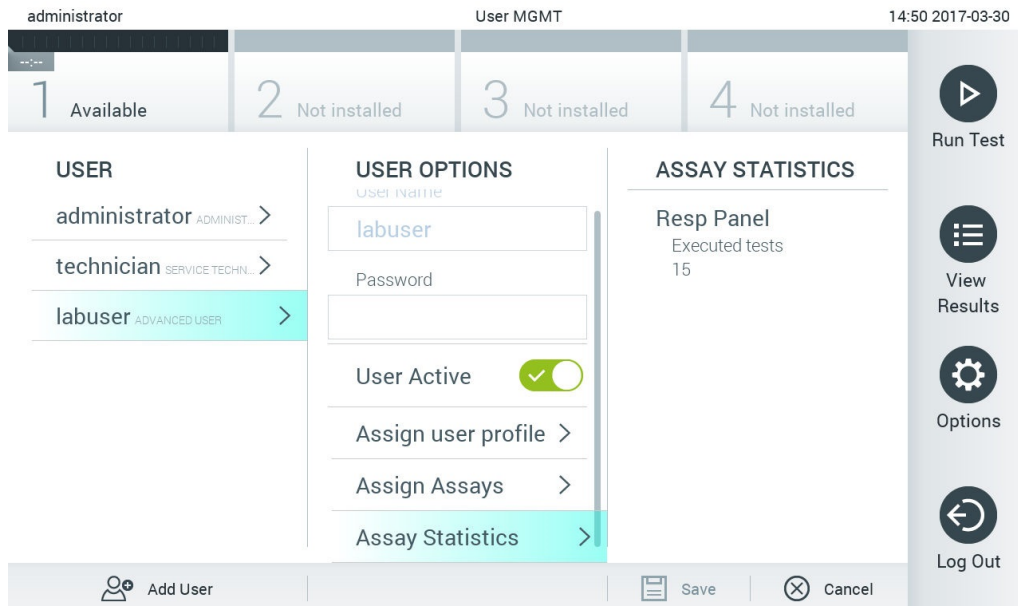 administrator
User MGMT
14:50 2017-03-30
--:--
1 Available
2 Not installed
3 Not installed
4 Not installed
Run Test
USER
administrator ADMINIST...
technician SERVICE TECHN...
labuser ADVANCED USER
USER OPTIONS
User Name
labuser
Password
User Active
Assign user profile
Assign Assays
Assay Statistics
ASSAY STATISTICS
Resp Panel
Executed tests
15
View
Results
Options
Log Out
Add User
Save
Cancel